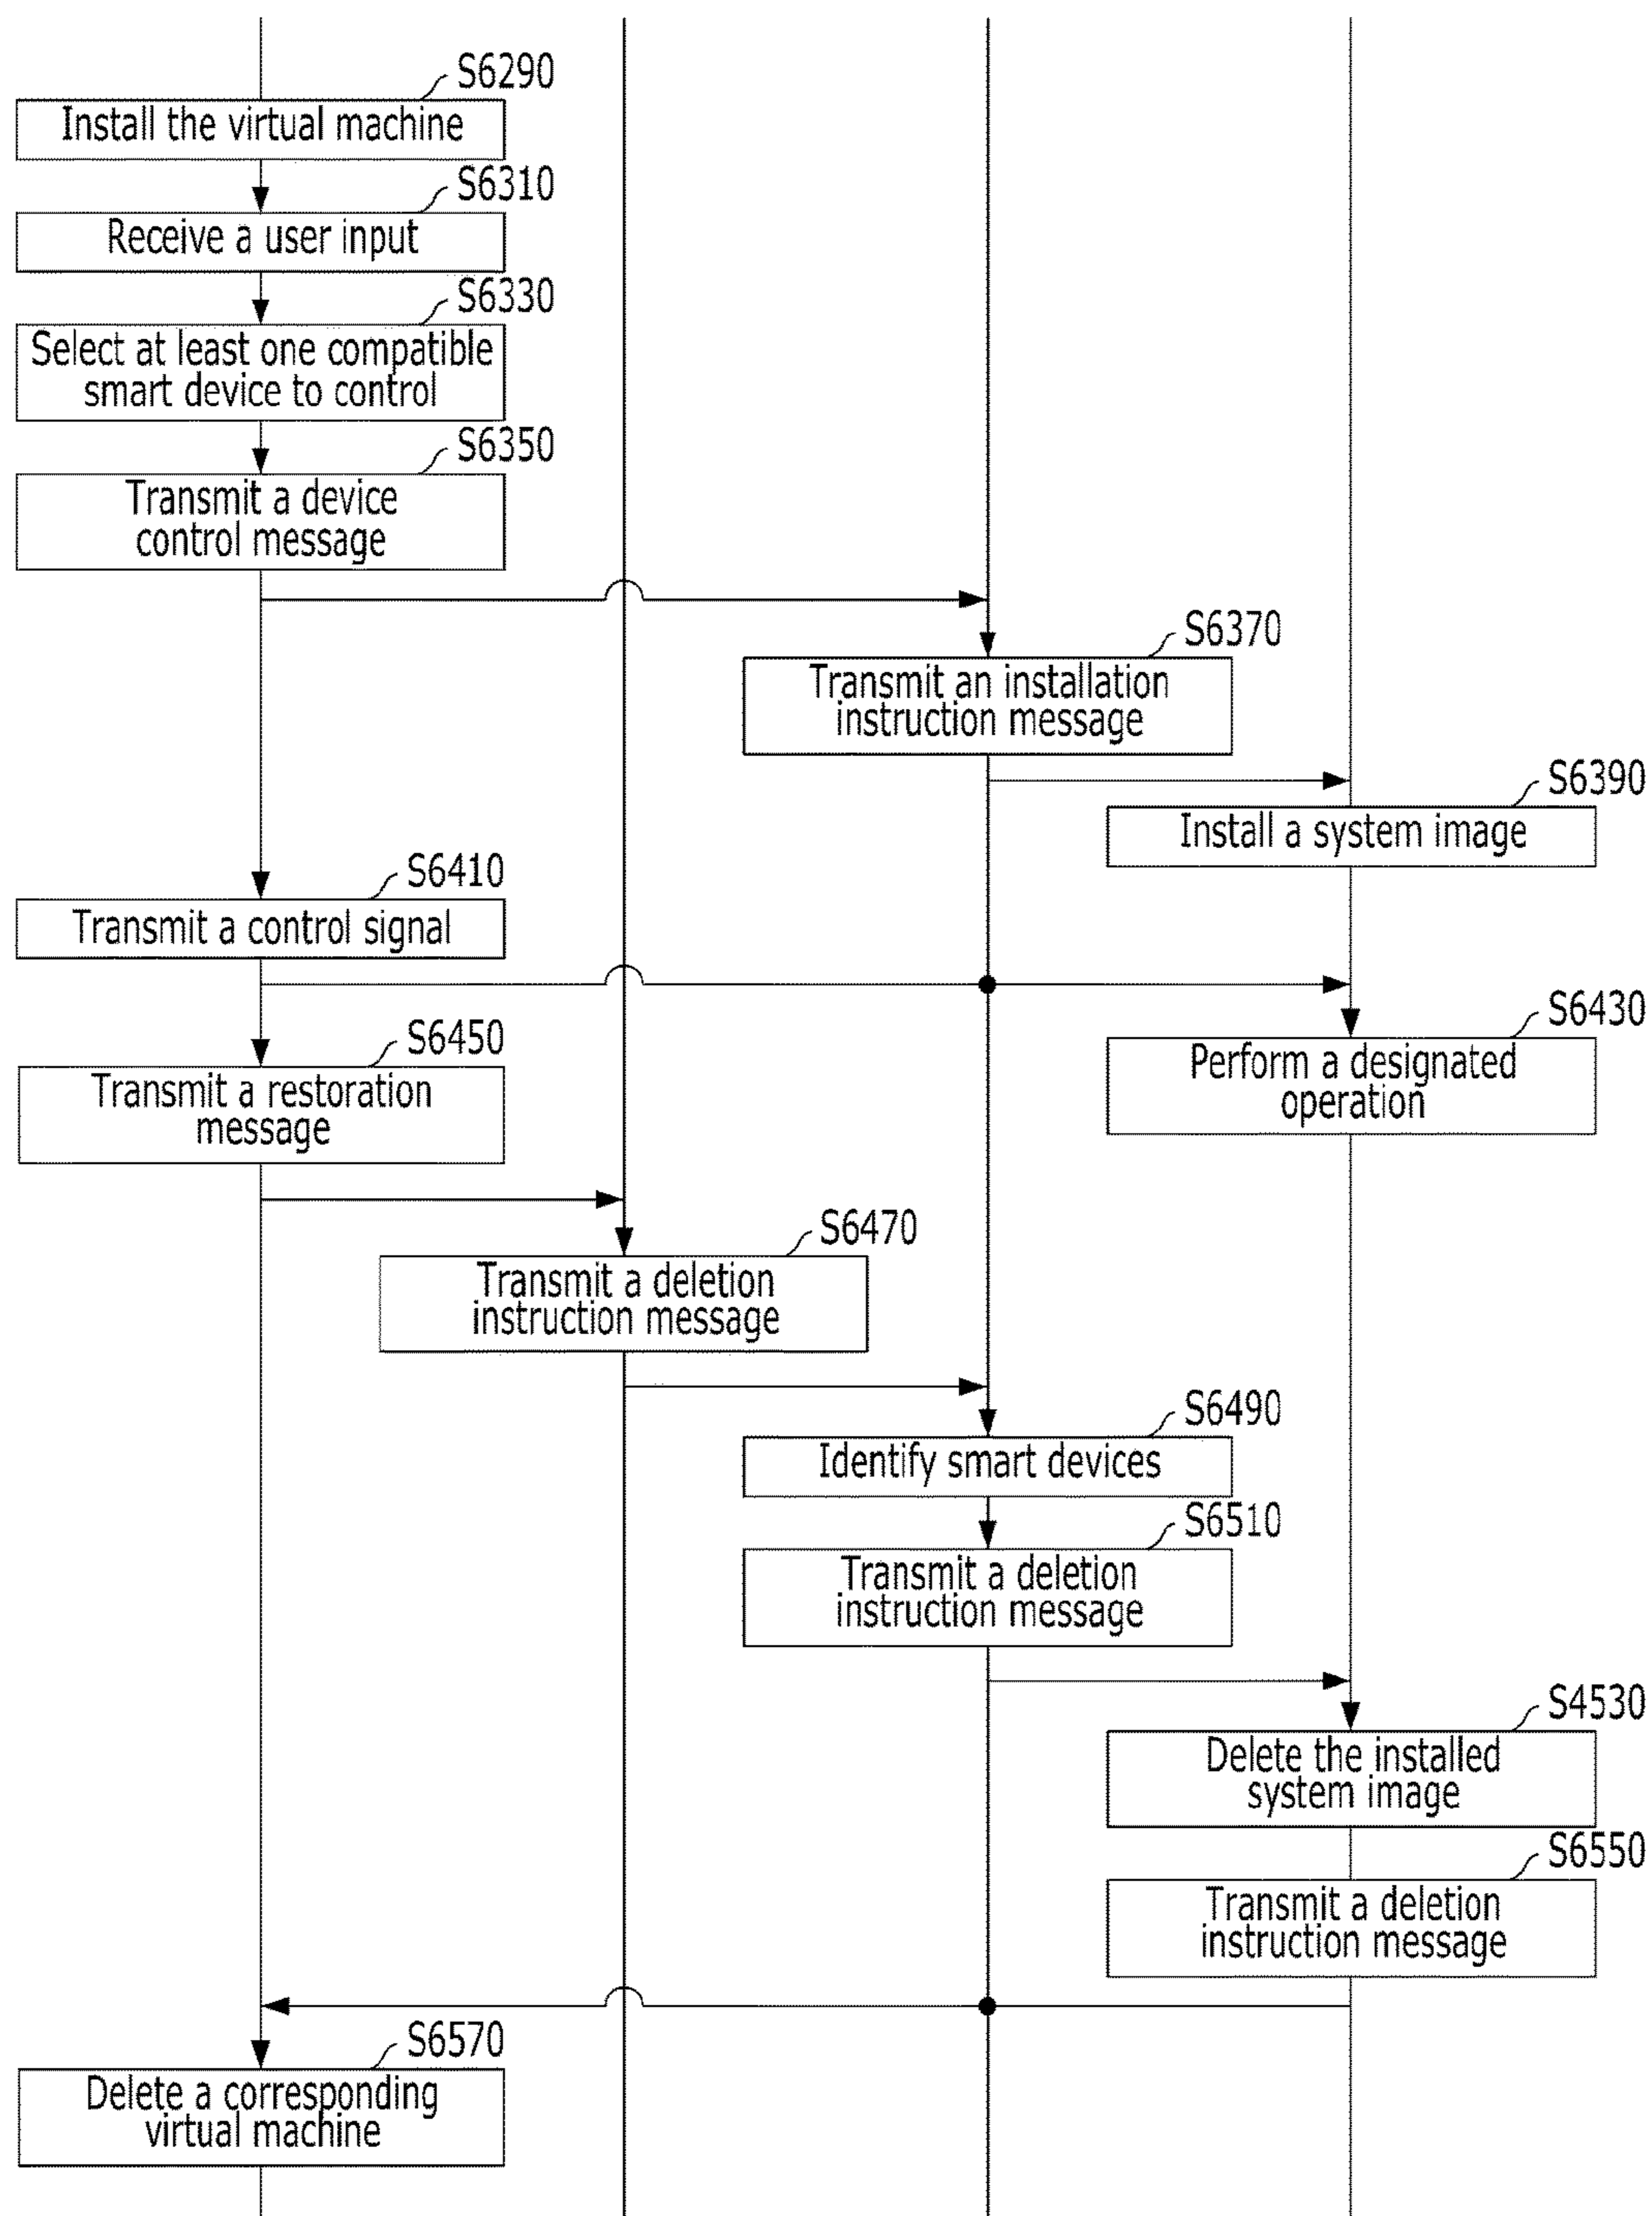 S6290
Install the virtual machine
S6310
Receive a user input
S6330
Select at least one compatible
smart device to control
S6350
Transmit a device
control message
S6370
Transmit an installation
instruction message
S6390
Install a system image
S6410
Transmit a control signal
S6430
Perform a designated
operation
S6450
Transmit a restoration
message
S6470
Transmit a deletion
instruction message
S6490
Identify smart devices
S6510
Transmit a deletion
instruction message
S4530
Delete the installed
system image
S6550
Transmit a deletion
instruction message
S6570
Delete a corresponding
virtual machine